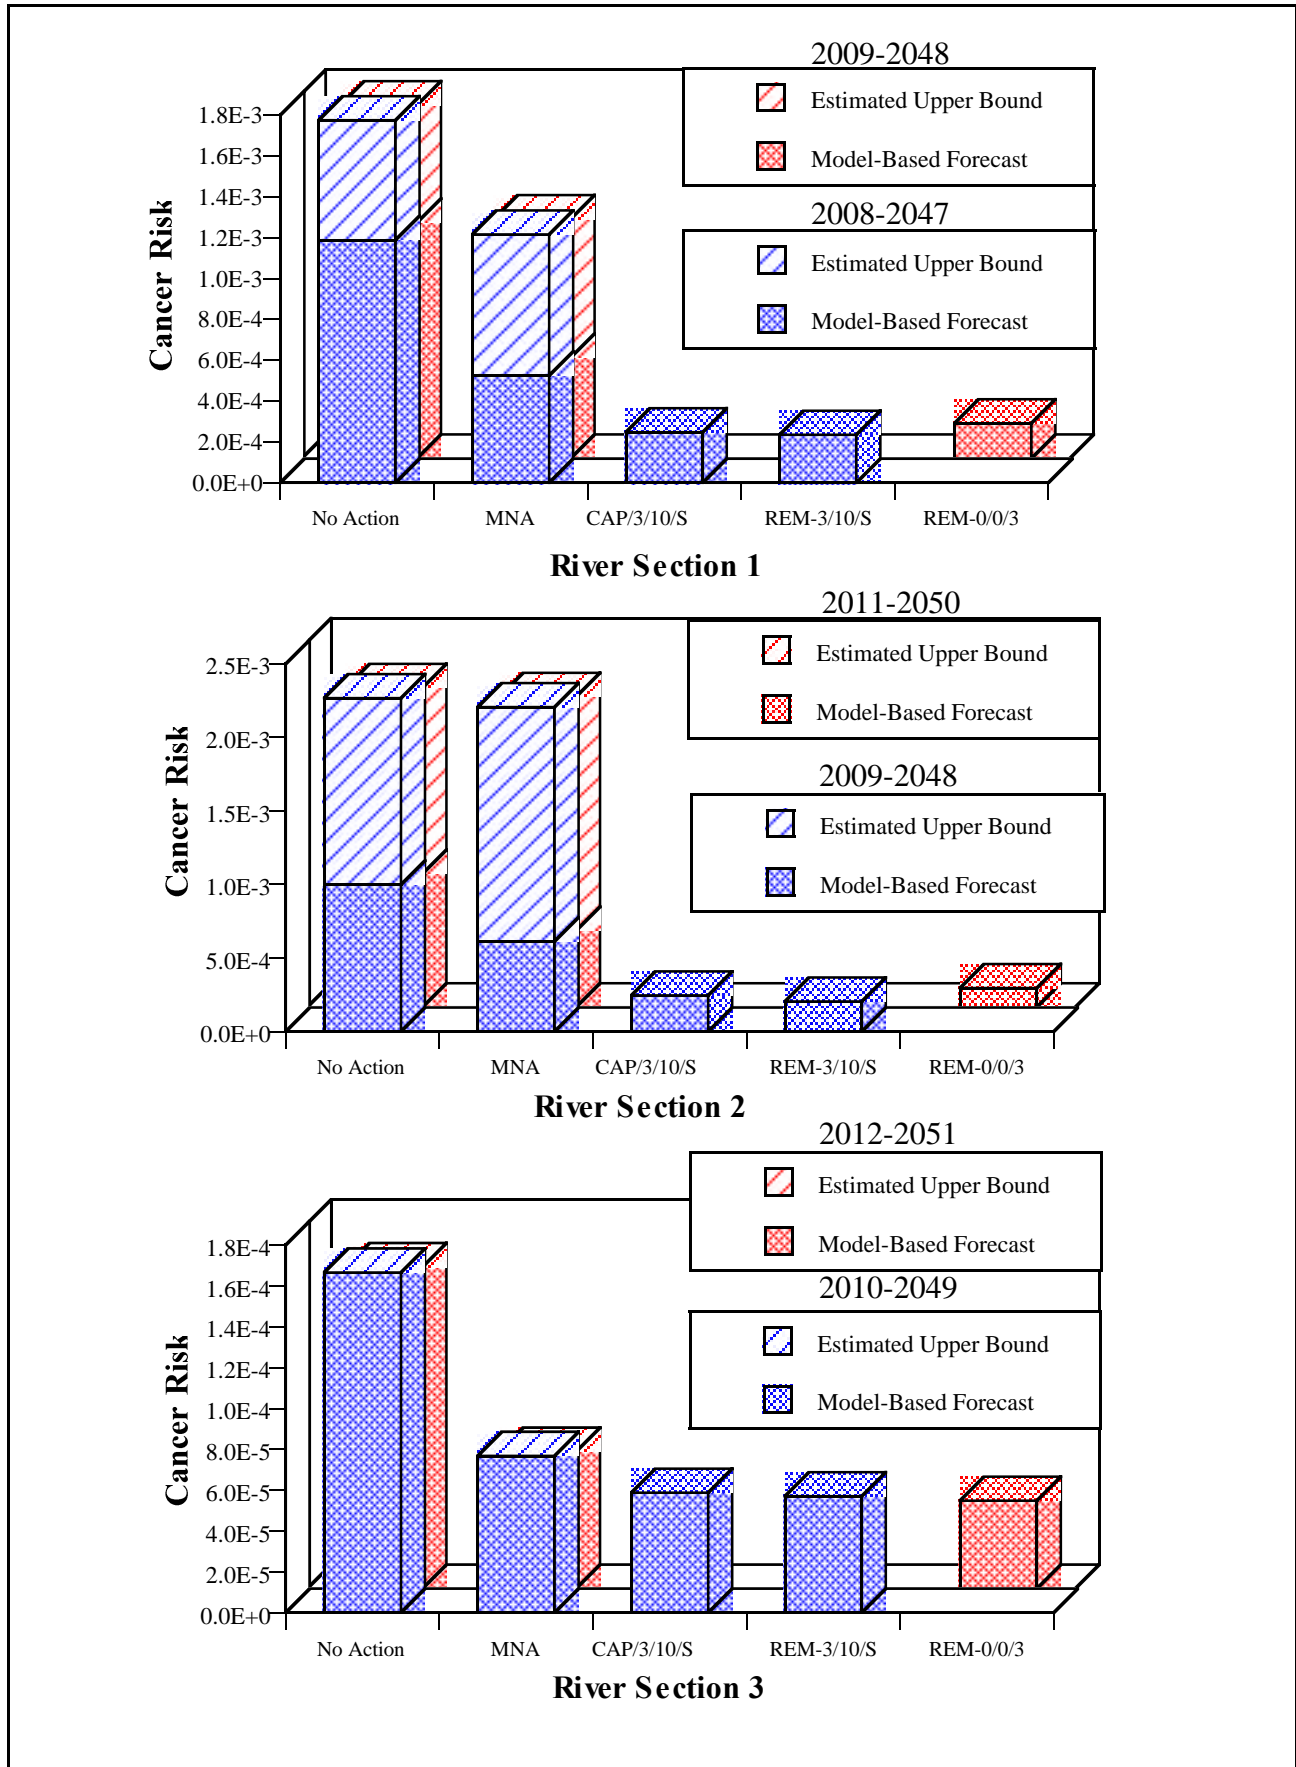 2009-2048
Estimated Upper Bound
Model-Based Forecast
2008-2047
Estimated Upper Bound
Model-Based Forecast
Cancer Risk
1.8E-3
1.6E-3
1.4E-3
1.2E-3
1.0E-3
8.0E-4
6.0E-4
4.0E-4
2.0E-4
0.0E+0
No Action MNA CAP/3/10/S REM-3/10/S REM-0/0/3
River Section 1
2011-2050
Estimated Upper Bound
Model-Based Forecast
2009-2048
Estimated Upper Bound
Model-Based Forecast
Cancer Risk
2.5E-3
2.0E-3
1.5E-3
1.0E-3
5.0E-4
0.0E+0
No Action MNA CAP/3/10/S REM-3/10/S REM-0/0/3
River Section 2
2012-2051
Estimated Upper Bound
Model-Based Forecast
2010-2049
Estimated Upper Bound
Model-Based Forecast
Cancer Risk
1.8E-4
1.6E-4
1.4E-4
1.2E-4
1.0E-4
8.0E-5
6.0E-5
4.0E-5
2.0E-5
0.0E+0
No Action MNA CAP/3/10/S REM-3/10/S REM-0/0/3
River Section 3